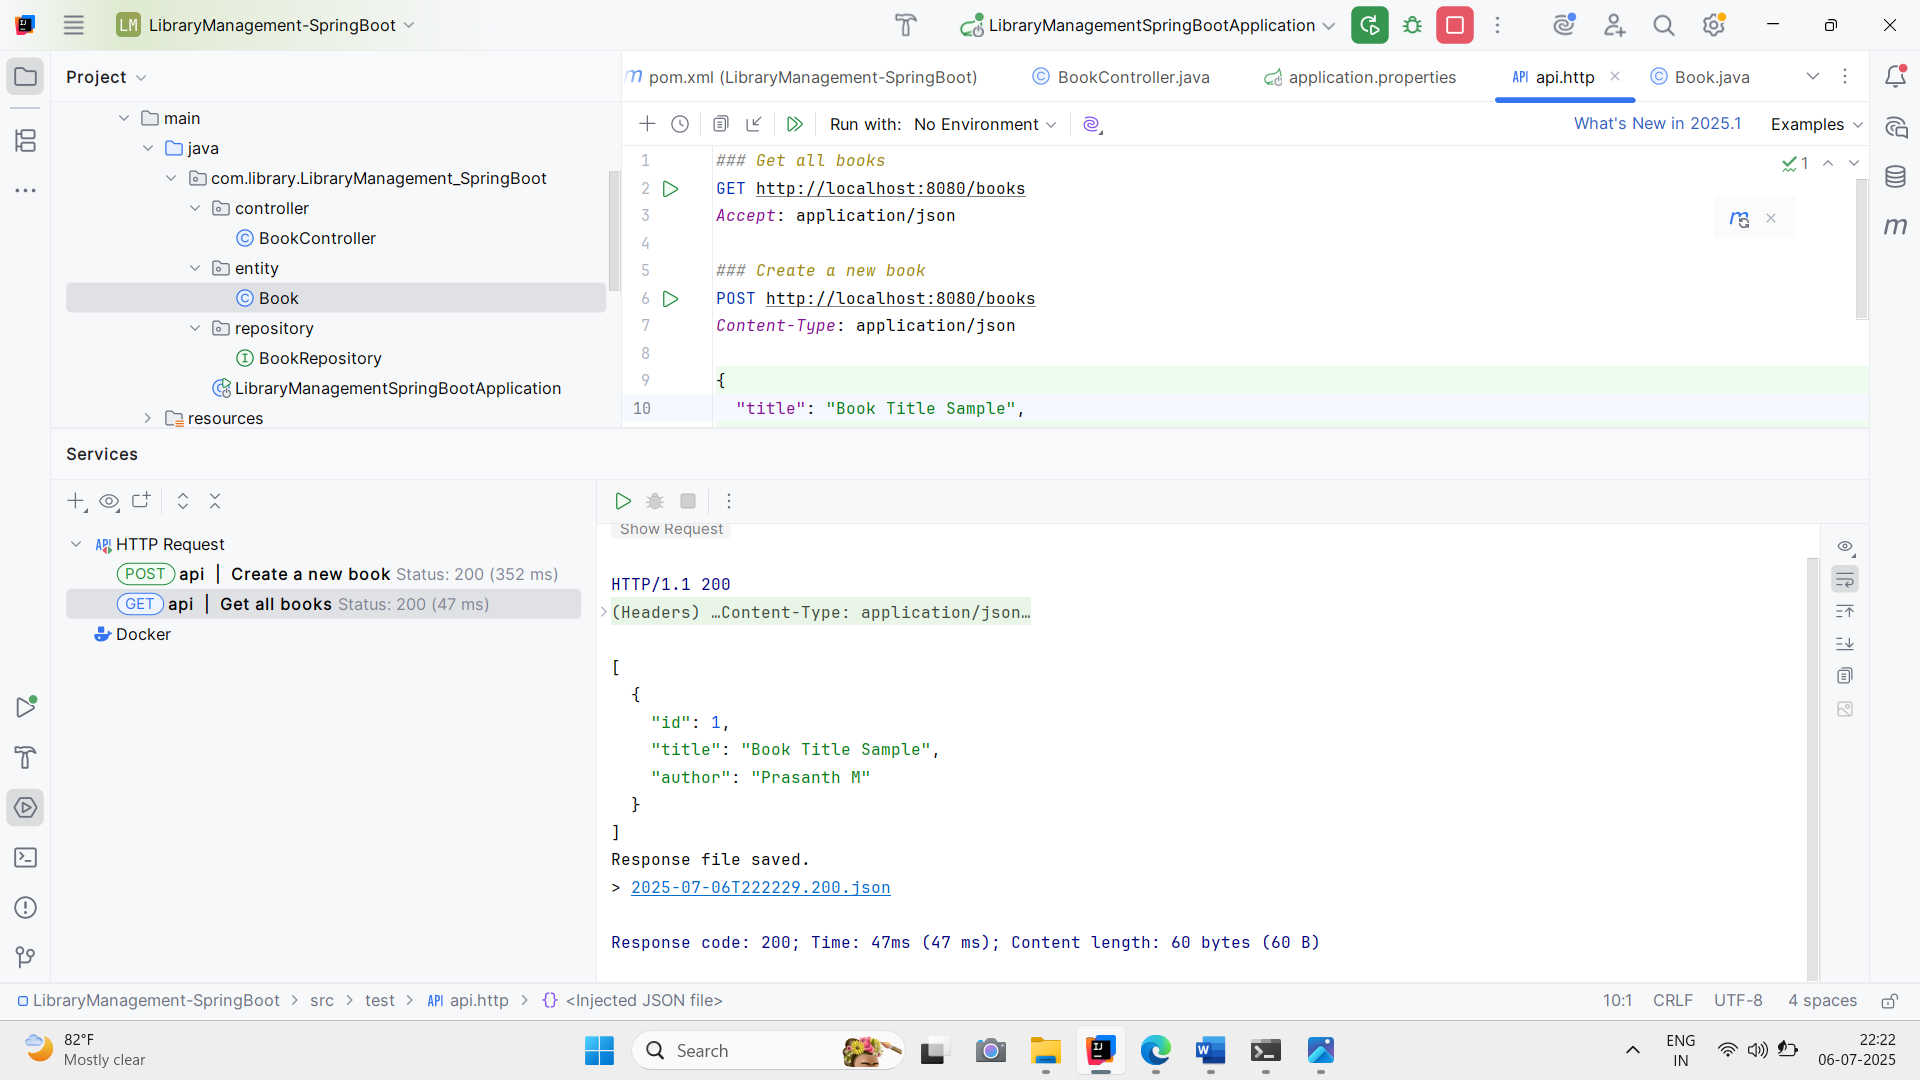 LM LibraryManagement-SpringBoot
LibraryManagementSpringBootApplication
Project
main
java
com.library.LibraryManagement_SpringBoot
controller
BookController
entity
Book
repository
BookRepository
LibraryManagementSpringBootApplication
resources
pom.xml (LibraryManagement-SpringBoot)
BookController.java
application.properties
API api.http
Book.java
Run with: No Environment
What's New in 2025.1
Examples
1 ### Get all books
2 GET http://localhost:8080/books
3 Accept: application/json
4
5 ### Create a new book
6 POST http://localhost:8080/books
7 Content-Type: application/json
8
9 {
10 "title": "Book Title Sample",
1
Services
HTTP Request
POST api | Create a new book Status: 200 (352 ms)
GET api | Get all books Status: 200 (47 ms)
Docker
Show Request
HTTP/1.1 200
(Headers) …Content-Type: application/json…
[
{
"id": 1,
"title": "Book Title Sample",
"author": "Prasanth M"
}
]
Response file saved.
> 2025-07-06T222229.200.json
Response code: 200; Time: 47ms (47 ms); Content length: 60 bytes (60 B)
LibraryManagement-SpringBoot > src > test > API api.http > {} <Injected JSON file>
10:1 CRLF UTF-8 4 spaces
82°F
Mostly clear
Search
ENG
IN
22:22
06-07-2025